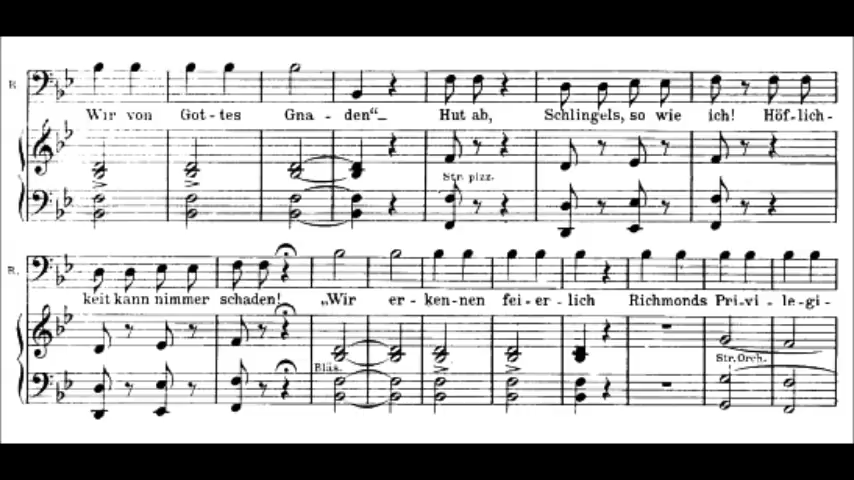 R
Wir von Got-tes Gna-den“_ Hut ab, Schlingels, so wie ich! Höf-lich-
Str. pizz.
R.
keit kann nimmer schaden! „Wir er-ken-nen fei-er-lich Richmonds Pri-vi-le-gi-
Bläs.
Str. Orch.